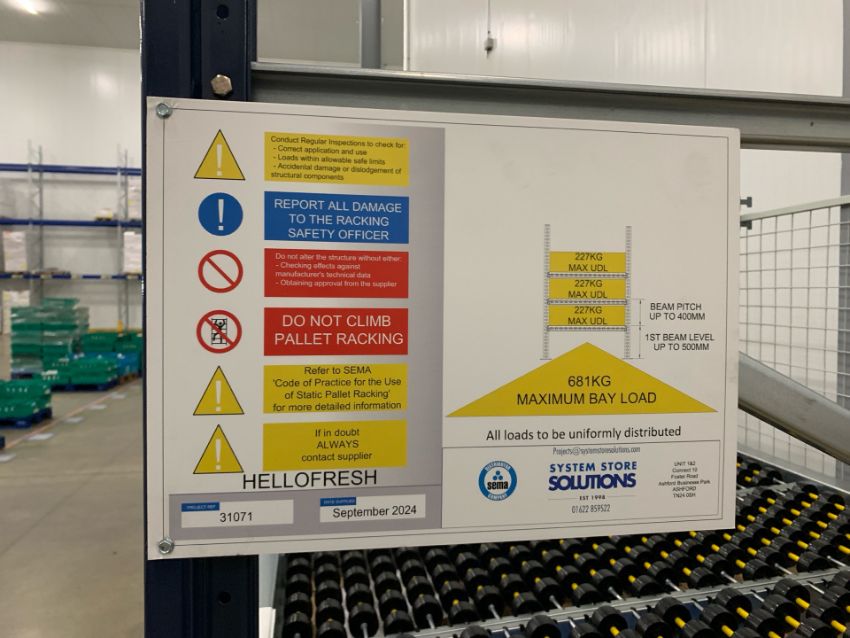 Conduct Regular Inspections to check for:
- Correct application and use
- Loads within allowable safe limits
- Accidental damage or dislodgement of
structural components
REPORT ALL DAMAGE
TO THE RACKING
SAFETY OFFICER
Do not alter the structure without either:
- Checking effects against
manufacturer's technical data
- Obtaining approval from the supplier
DO NOT CLIMB
PALLET RACKING
Refer to SEMA
'Code of Practice for the Use
of Static Pallet Racking'
for more detailed information
If in doubt
ALWAYS
contact supplier
HELLOFRESH
PROJECT REF
31071
DATE SUPPLIED
September 2024
227KG
MAX UDL
227KG
MAX UDL
227KG
MAX UDL
BEAM PITCH
UP TO 400MM
1ST BEAM LEVEL
UP TO 500MM
681KG
MAXIMUM BAY LOAD
All loads to be uniformly distributed
Projects@systemstoresolutions.com
DISTRIBUTOR
sema
COMPANY
SYSTEM STORE
SOLUTIONS
EST 1998
01622 859522
UNIT 1&2
Connect 10
Foster Road
Ashford Business Park
ASHFORD
TN24 0SH